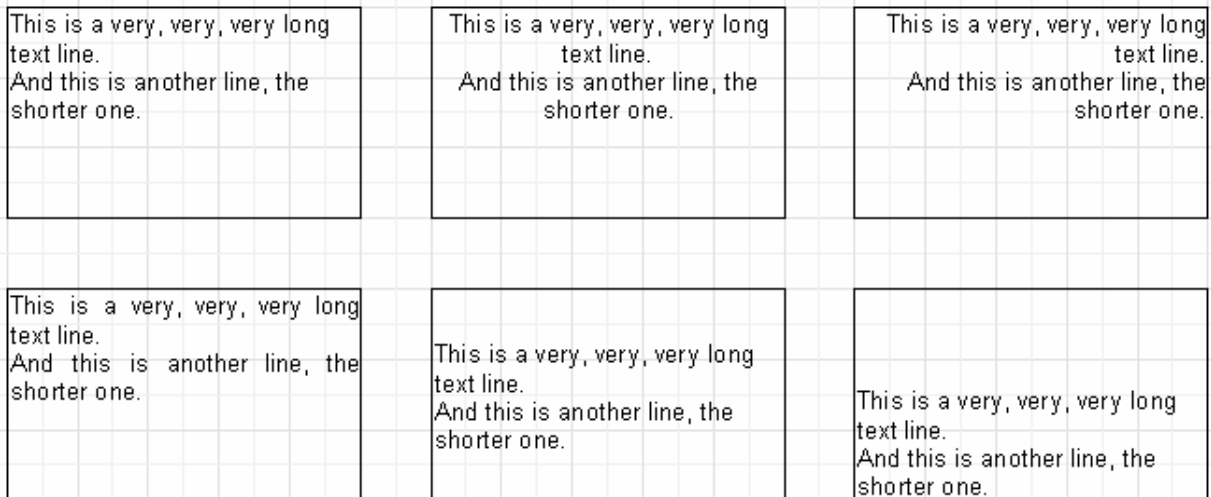 This is a very, very, very long
text line.
And this is another line, the
shorter one.
This is a very, very, very long
text line.
And this is another line, the
shorter one.
This is a very, very, very long
text line.
And this is another line, the
shorter one.
This is a very, very, very long
text line.
And this is another line, the
shorter one.
This is a very, very, very long
text line.
And this is another line, the
shorter one.
This is a very, very, very long
text line.
And this is another line, the
shorter one.